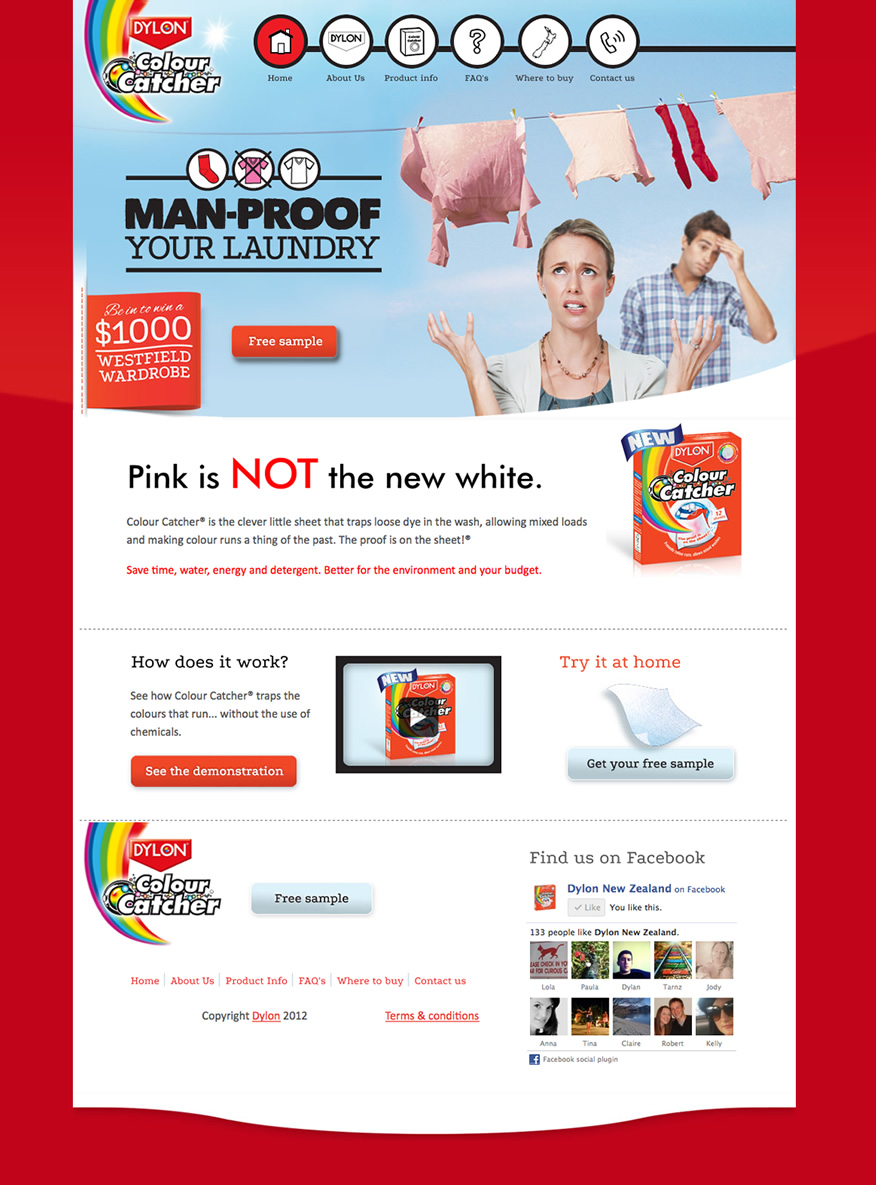 DYLON
Colour
Catcher
Home
About Us
Product info
FAQ's
Where to buy
Contact us
DYLON
MAN-PROOF
YOUR LAUNDRY
Be in to win a
$1000
WESTFIELD
WARDROBE
Free sample
Pink is NOT the new white.
Colour Catcher® is the clever little sheet that traps loose dye in the wash, allowing mixed loads
and making colour runs a thing of the past. The proof is on the sheet!®
Save time, water, energy and detergent. Better for the environment and your budget.
NEW
DYLON
Colour
Catcher
12
How does it work?
See how Colour Catcher® traps the
colours that run... without the use of
chemicals.
See the demonstration
NEW
DYLON
Colour
Catcher
Try it at home
Get your free sample
DYLON
Colour
Catcher
Free sample
Home
About Us
Product Info
FAQ's
Where to buy
Contact us
Copyright Dylon 2012
Terms & conditions
Find us on Facebook
Dylon New Zealand on Facebook
Like
You like this.
133 people like Dylon New Zealand.
Lola
Paula
Dylan
Tarnz
Jody
Anna
Tina
Claire
Robert
Kelly
Facebook social plugin